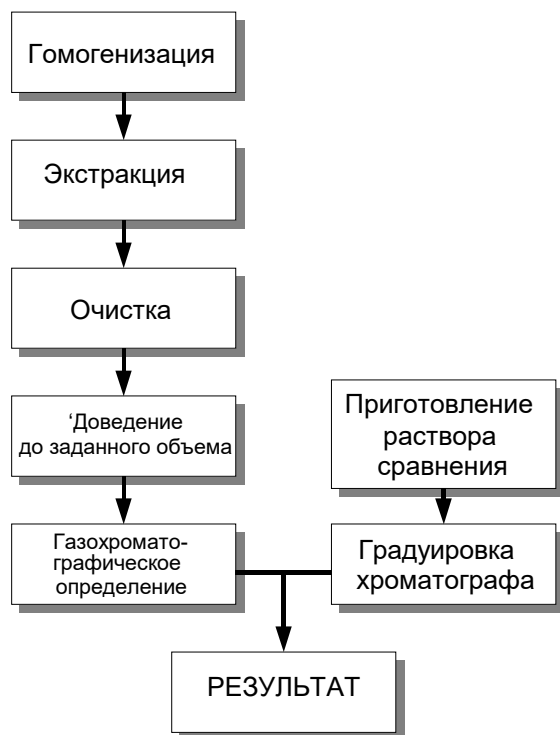 Гомогенизация
Экстракция
Очистка
'Доведение
до заданного объема
Газохромато-
графическое
определение
Приготовление
раствора
сравнения
Градуировка
хроматографа
РЕЗУЛЬТАТ